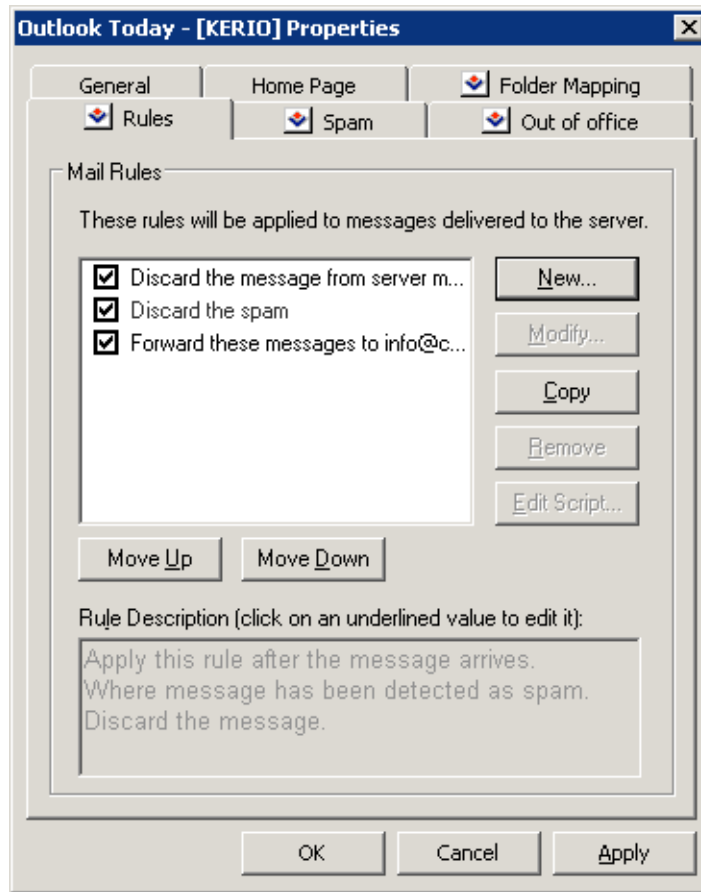 Outlook Today - [KERIO] Properties
General Home Page Folder Mapping
Rules Spam Out of office
Mail Rules
These rules will be applied to messages delivered to the server.
Discard the message from server m...
Discard the spam
Forward these messages to info@c...
New...
Modify...
Copy
Remove
Edit Script...
Move Up Move Down
Rule Description (click on an underlined value to edit it):
Apply this rule after the message arrives.
Where message has been detected as spam.
Discard the message.
OK Cancel Apply